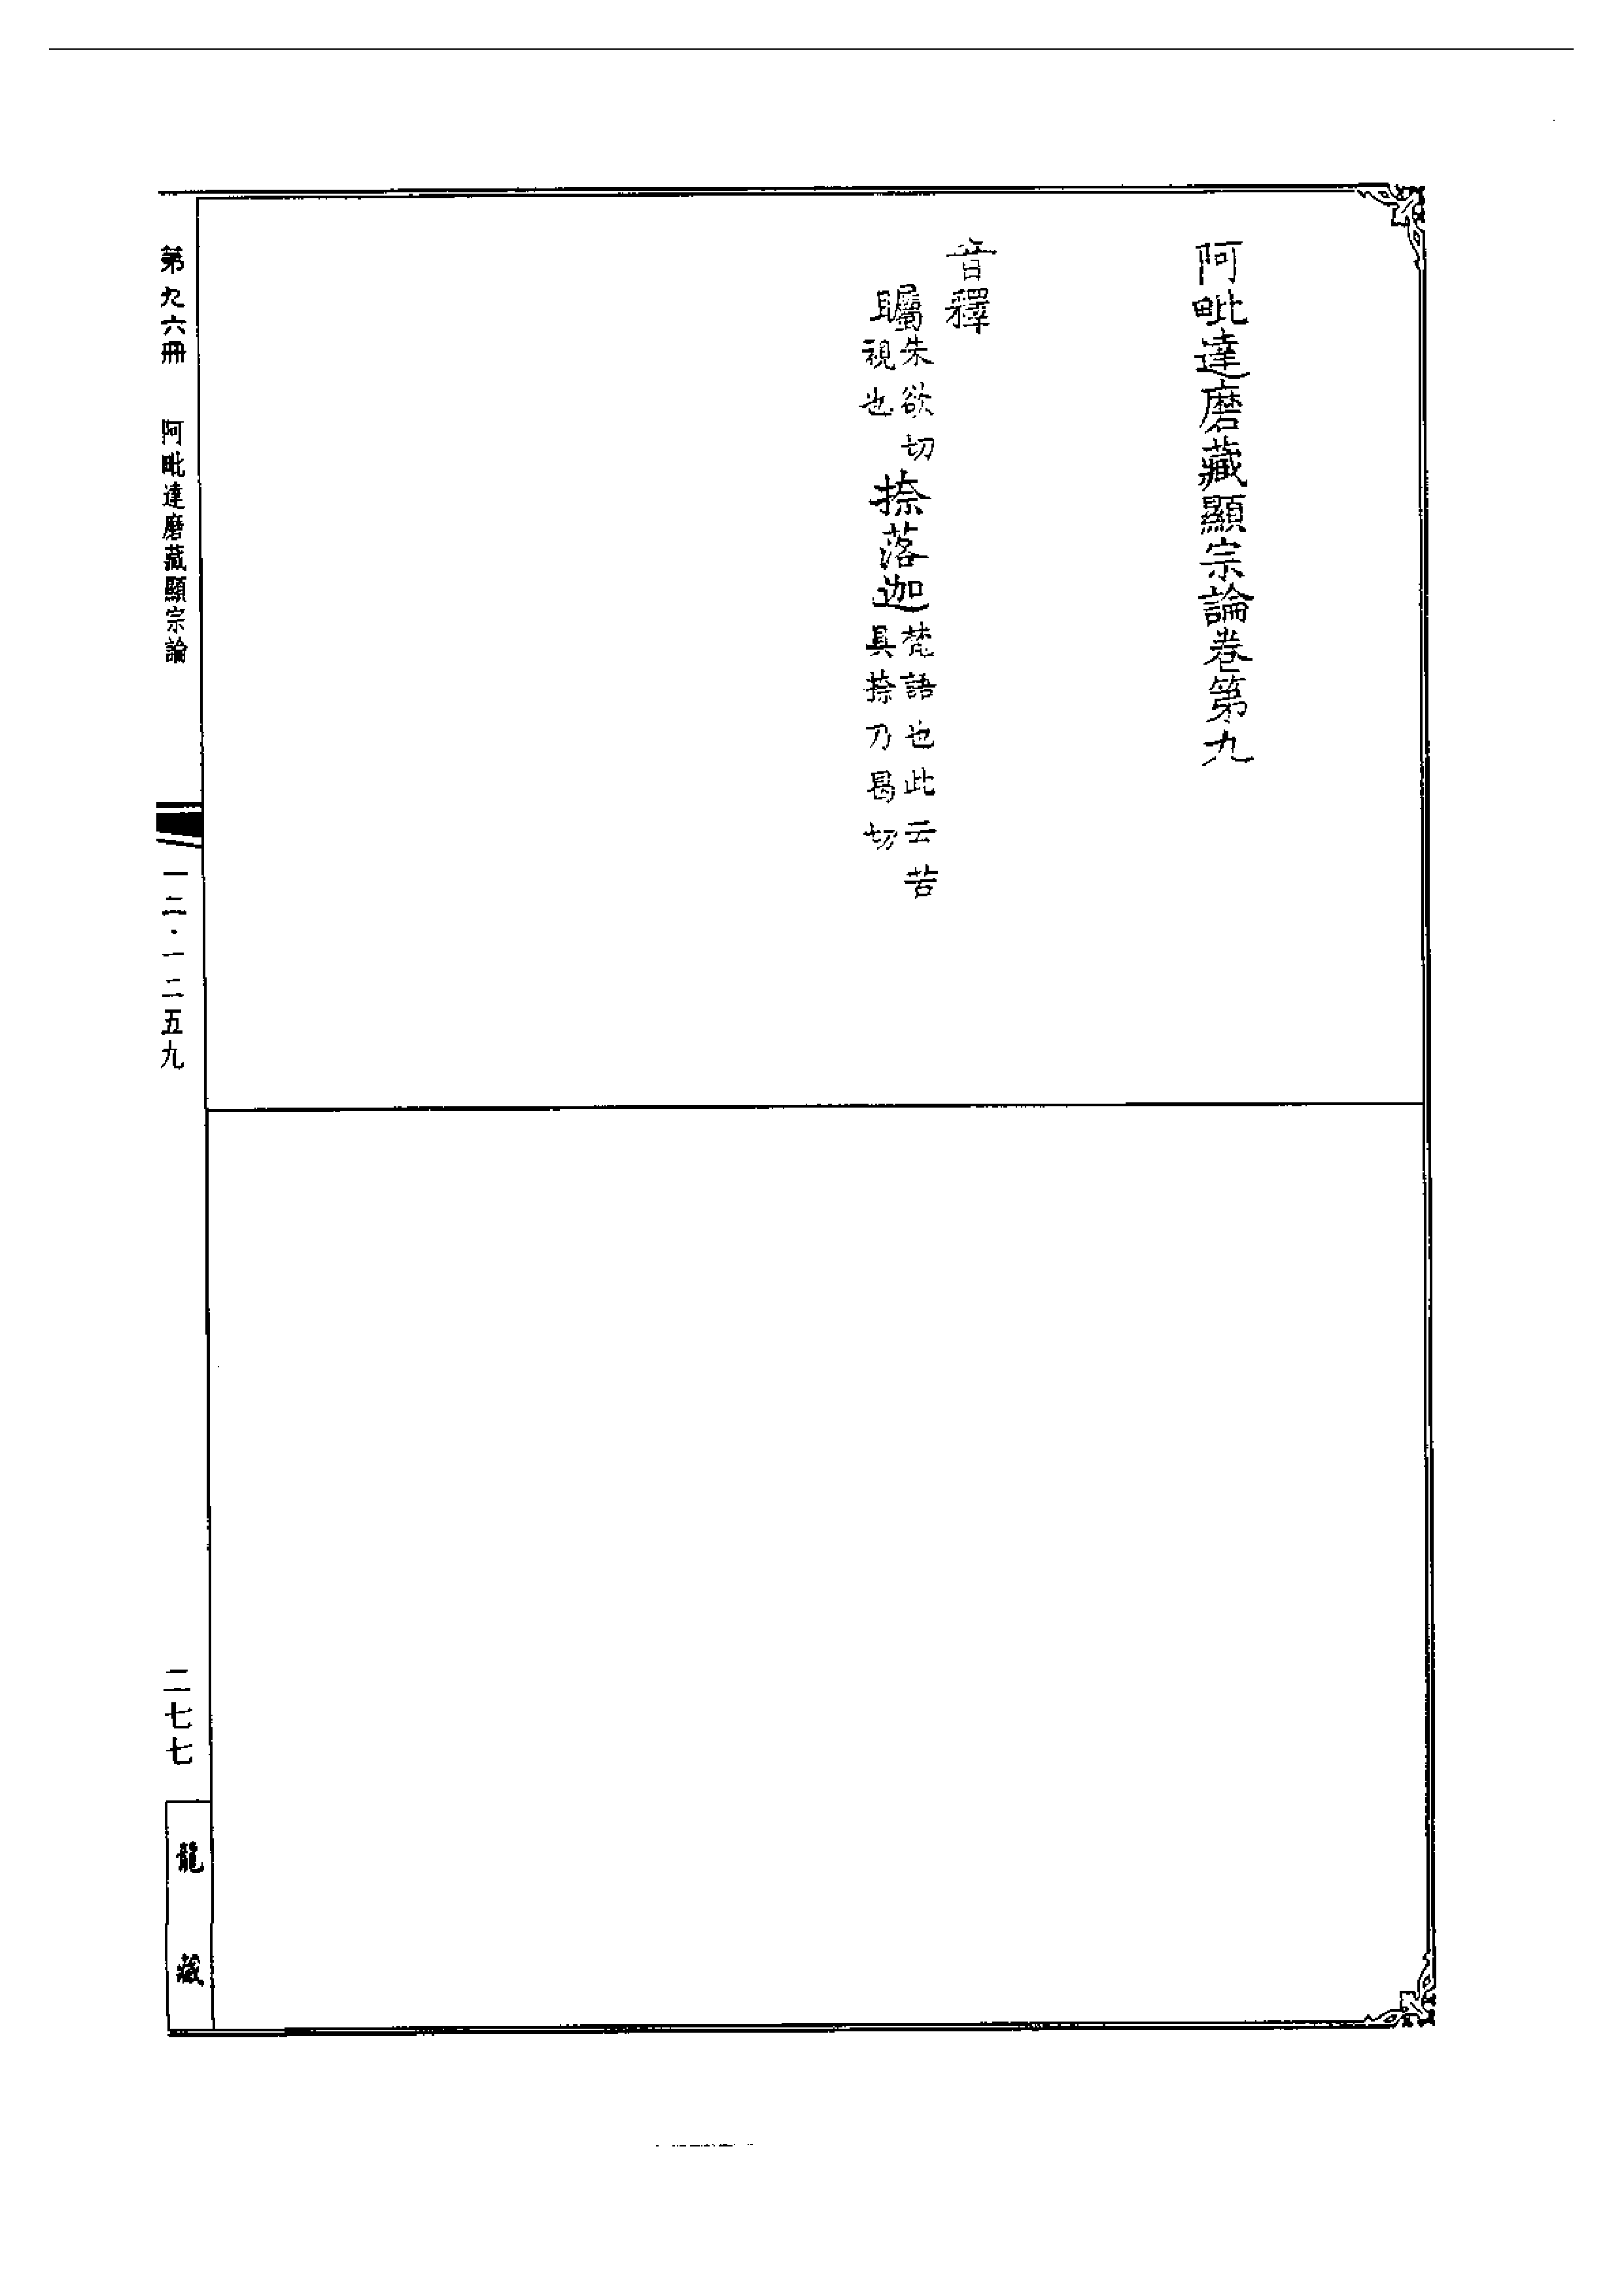 阿毗達磨藏顯宗論卷第九
音釋
矚朱欲切視也 捺落迦梵語也此云苦具捺乃曷切
第九六冊 阿毗達磨藏顯宗論 一二·一二五九 二七七 龍藏